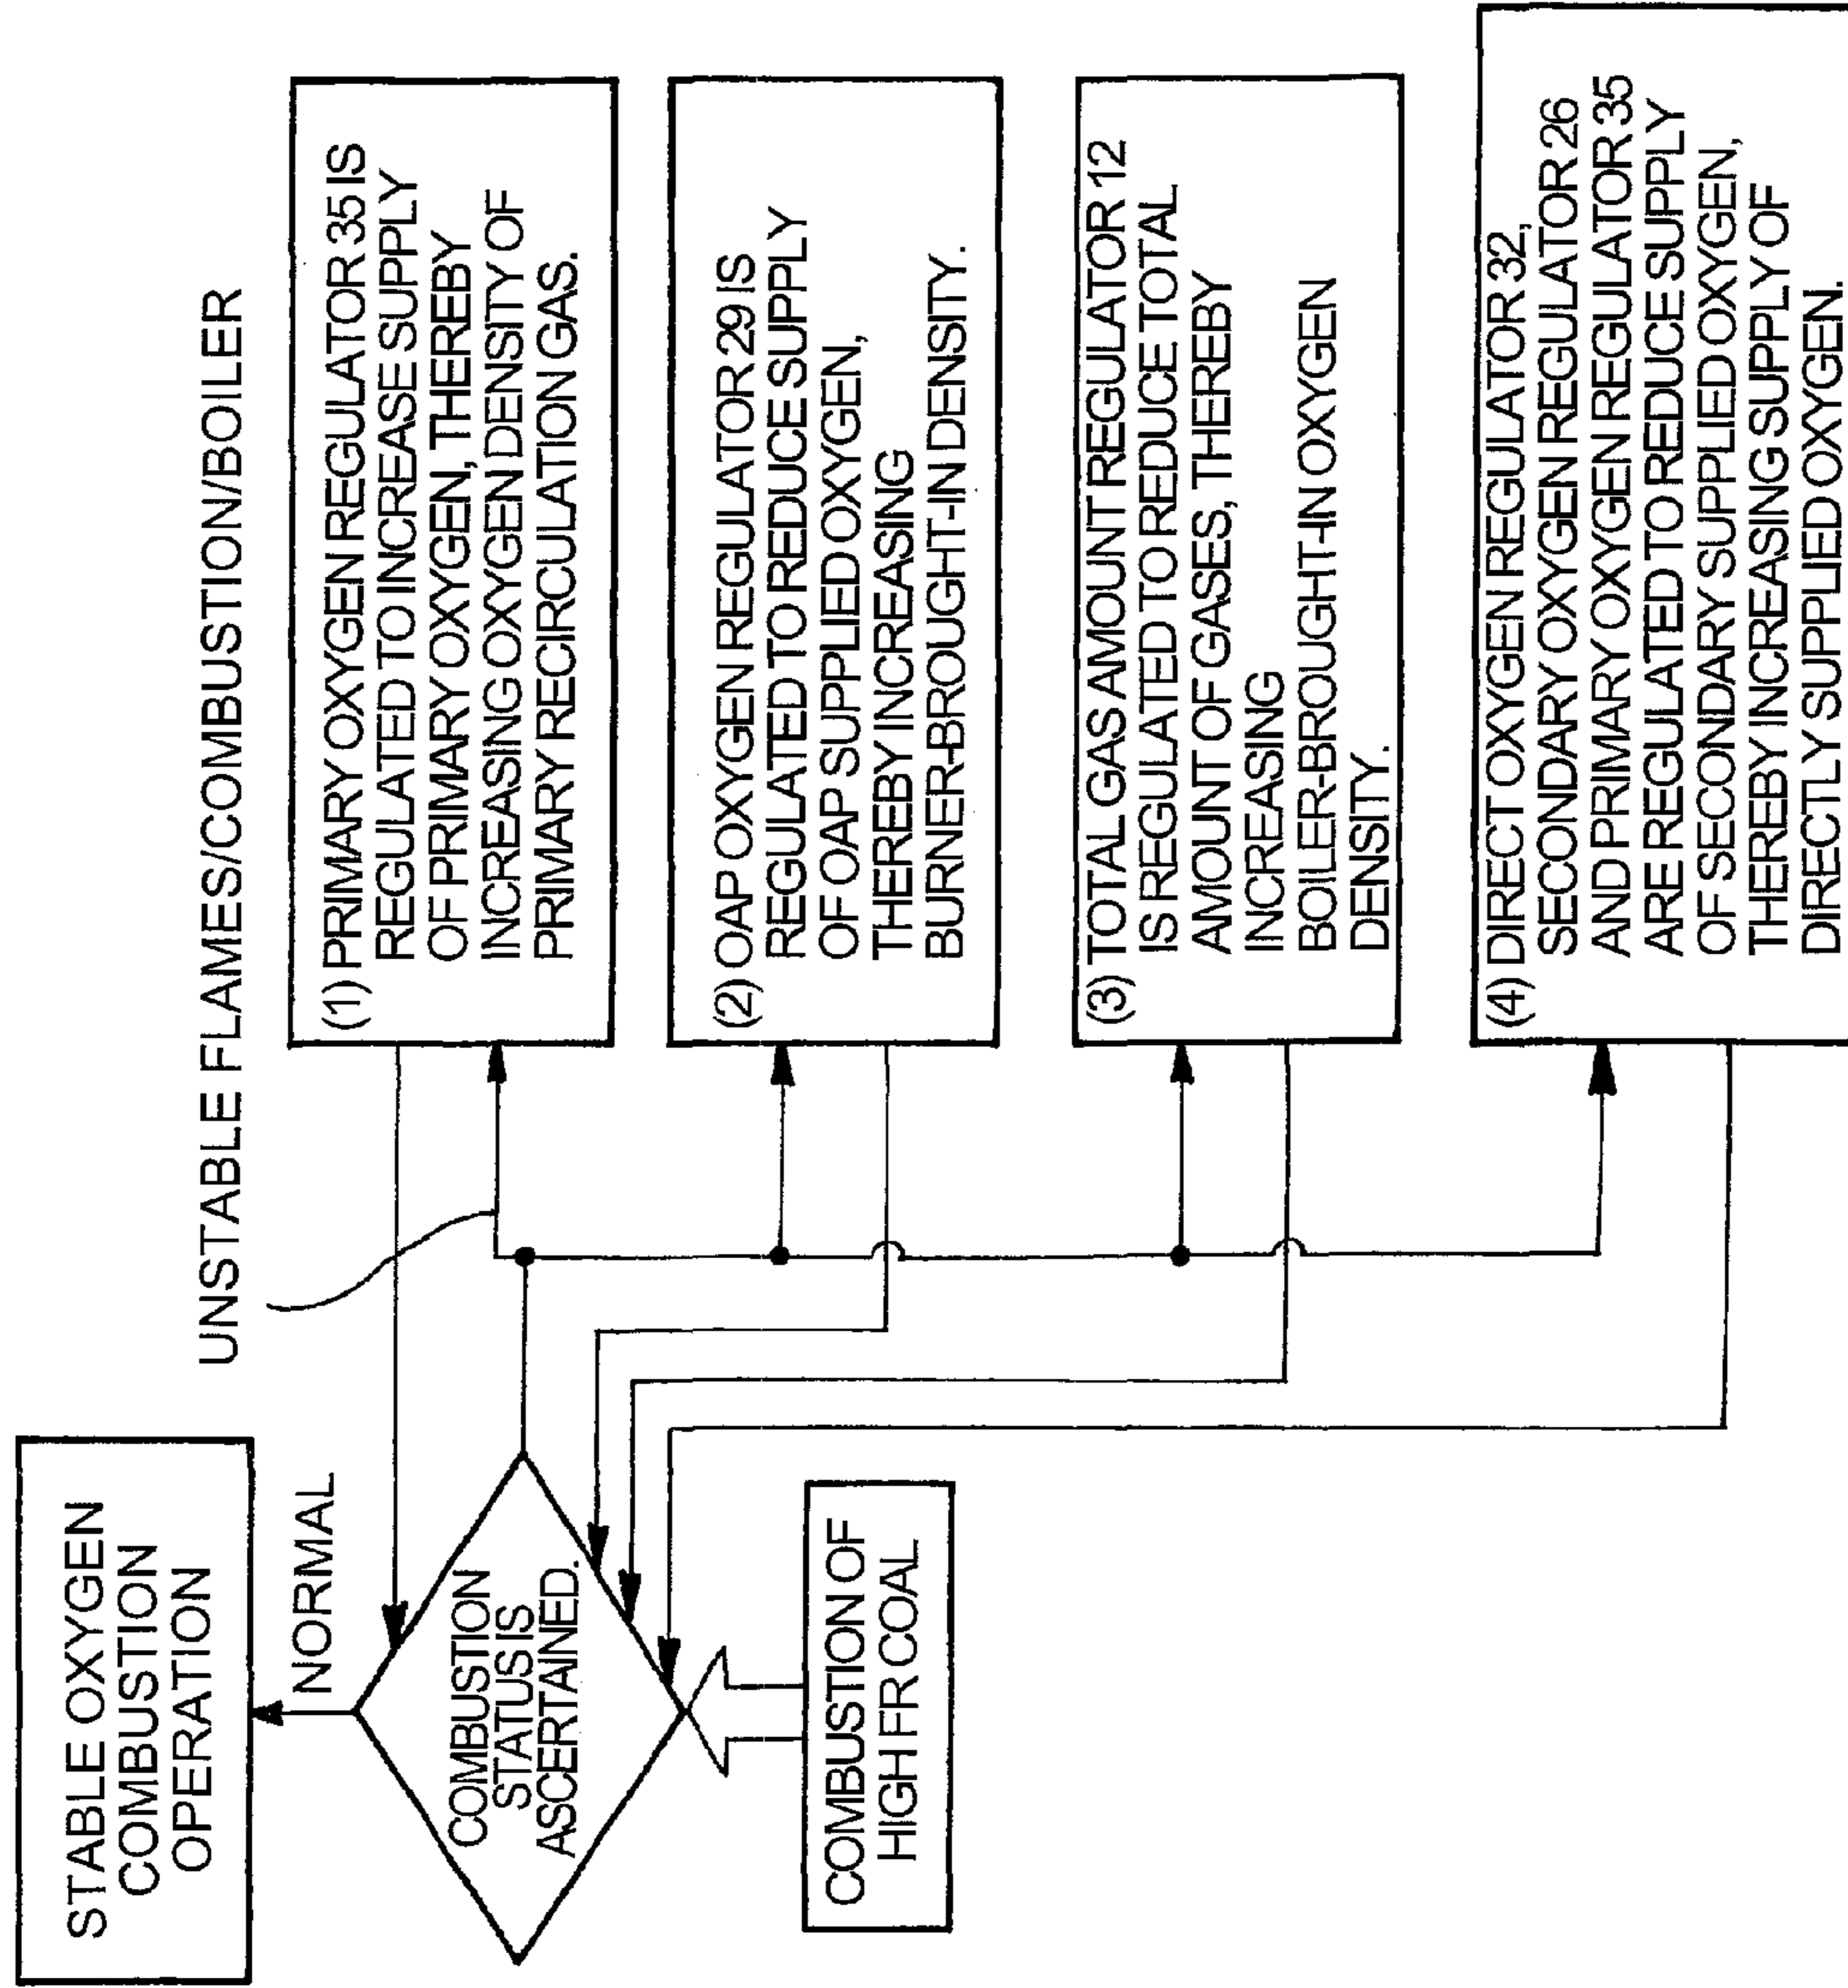 STABLE OXYGEN
COMBUSTION
OPERATION
NORMAL
COMBUSTION
STATUS IS
ASCERTAINED.
COMBUSTION OF
HIGH FR COAL
UNSTABLE FLAMES/COMBUSTION/BOILER
(1) PRIMARY OXYGEN REGULATOR 35 IS
REGULATED TO INCREASE SUPPLY
OF PRIMARY OXYGEN, THEREBY
INCREASING OXYGEN DENSITY OF
PRIMARY RECIRCULATION GAS.
(2) OAP OXYGEN REGULATOR 29 IS
REGULATED TO REDUCE SUPPLY
OF OAP SUPPLIED OXYGEN,
THEREBY INCREASING
BURNER-BROUGHT-IN DENSITY.
(3) TOTAL GAS AMOUNT REGULATOR 12
IS REGULATED TO REDUCE TOTAL
AMOUNT OF GASES, THEREBY
INCREASING
BOILER-BROUGHT-IN OXYGEN
DENSITY.
(4) DIRECT OXYGEN REGULATOR 32,
SECONDARY OXYGEN REGULATOR 26
AND PRIMARY OXYGEN REGULATOR 35
ARE REGULATED TO REDUCE SUPPLY
OF SECONDARY SUPPLIED OXYGEN,
THEREBY INCREASING SUPPLY OF
DIRECTLY SUPPLIED OXYGEN.